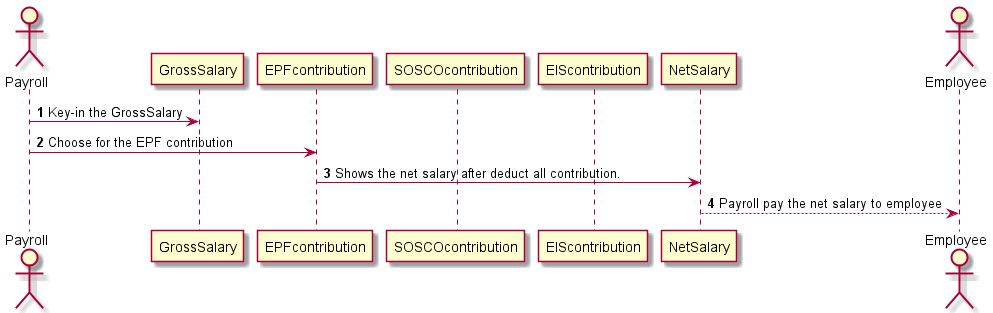 Payroll
Employee
GrossSalary
EPFcontribution
SOSCOcontribution
EIScontribution
NetSalary
1 Key-in the GrossSalary
2 Choose for the EPF contribution
3 Shows the net salary after deduct all contribution.
4 Payroll pay the net salary to employee
Payroll
GrossSalary
EPFcontribution
SOSCOcontribution
EIScontribution
NetSalary
Employee